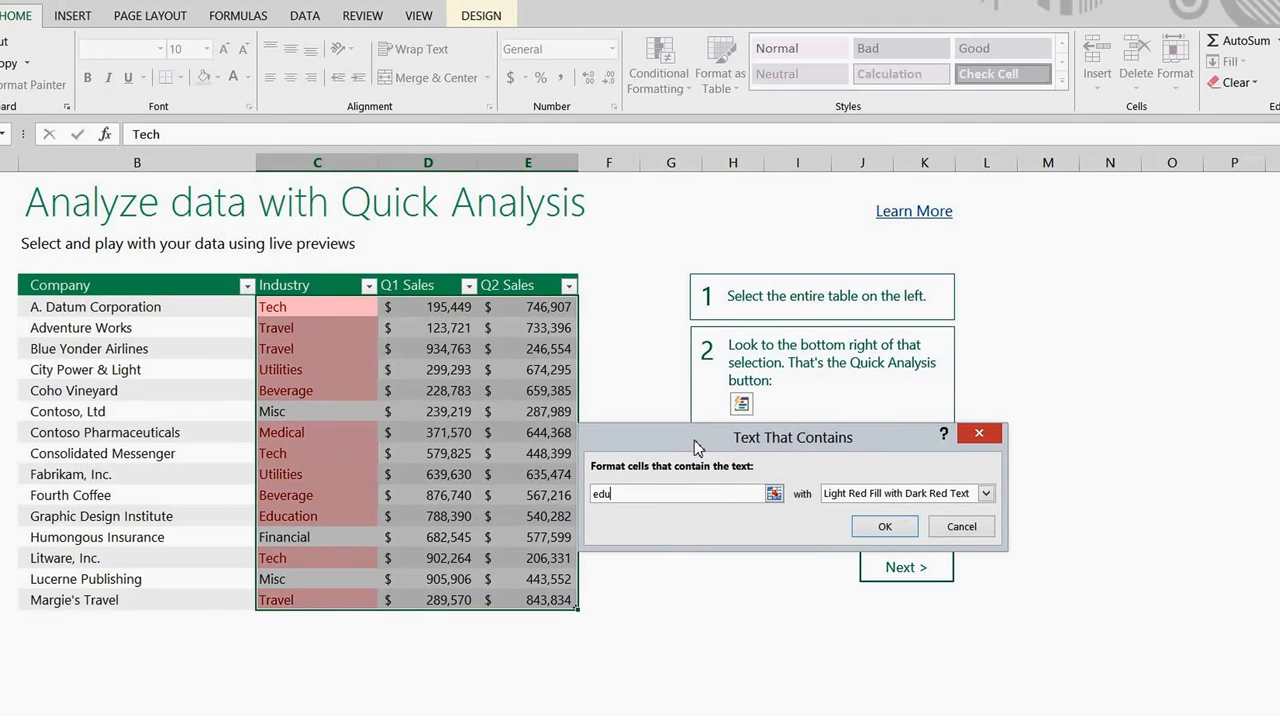 HOME INSERT PAGE LAYOUT FORMULAS DATA REVIEW VIEW DESIGN
10 A A Wrap Text General Conditional Formatting Format as Table Normal Bad Good Insert Delete Format AutoSum
B I U A Merge & Center $ % , Neutral Calculation Check Cell Fill
Format Painter Clear
Font Alignment Number Styles Cells
fx Tech
B C D E F G H I J K L M N O P
Analyze data with Quick Analysis
Learn More
Select and play with your data using live previews
Company Industry Q1 Sales Q2 Sales
A. Datum Corporation Tech $ 195,449 $ 746,907
Adventure Works Travel $ 123,721 $ 733,396
Blue Yonder Airlines Travel $ 934,763 $ 246,554
City Power & Light Utilities $ 299,293 $ 674,295
Coho Vineyard Beverage $ 228,783 $ 659,385
Contoso, Ltd Misc $ 239,219 $ 287,989
Contoso Pharmaceuticals Medical $ 371,570 $ 644,368
Consolidated Messenger Tech $ 579,825 $ 448,399
Fabrikam, Inc. Utilities $ 639,630 $ 635,474
Fourth Coffee Beverage $ 876,740 $ 567,216
Graphic Design Institute Education $ 788,390 $ 540,282
Humongous Insurance Financial $ 682,545 $ 577,599
Litware, Inc. Tech $ 902,264 $ 206,331
Lucerne Publishing Misc $ 905,906 $ 443,552
Margie's Travel Travel $ 289,570 $ 843,834
1 Select the entire table on the left.
2 Look to the bottom right of that
selection. That's the Quick Analysis
button:
Text That Contains ?
Format cells that contain the text:
edu with Light Red Fill with Dark Red Text
OK Cancel
Next >